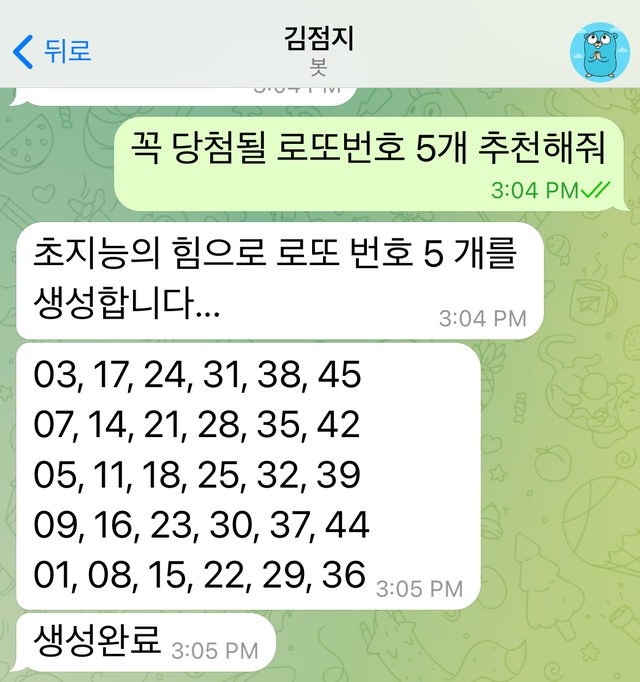 뒤로
김점지
봇
3:04 PM
꼭 당첨될 로또번호 5개 추천해줘
3:04 PM
초지능의 힘으로 로또 번호 5 개를
생성합니다...
3:04 PM
03, 17, 24, 31, 38, 45
07, 14, 21, 28, 35, 42
05, 11, 18, 25, 32, 39
09, 16, 23, 30, 37, 44
01, 08, 15, 22, 29, 36
3:05 PM
생성완료
3:05 PM